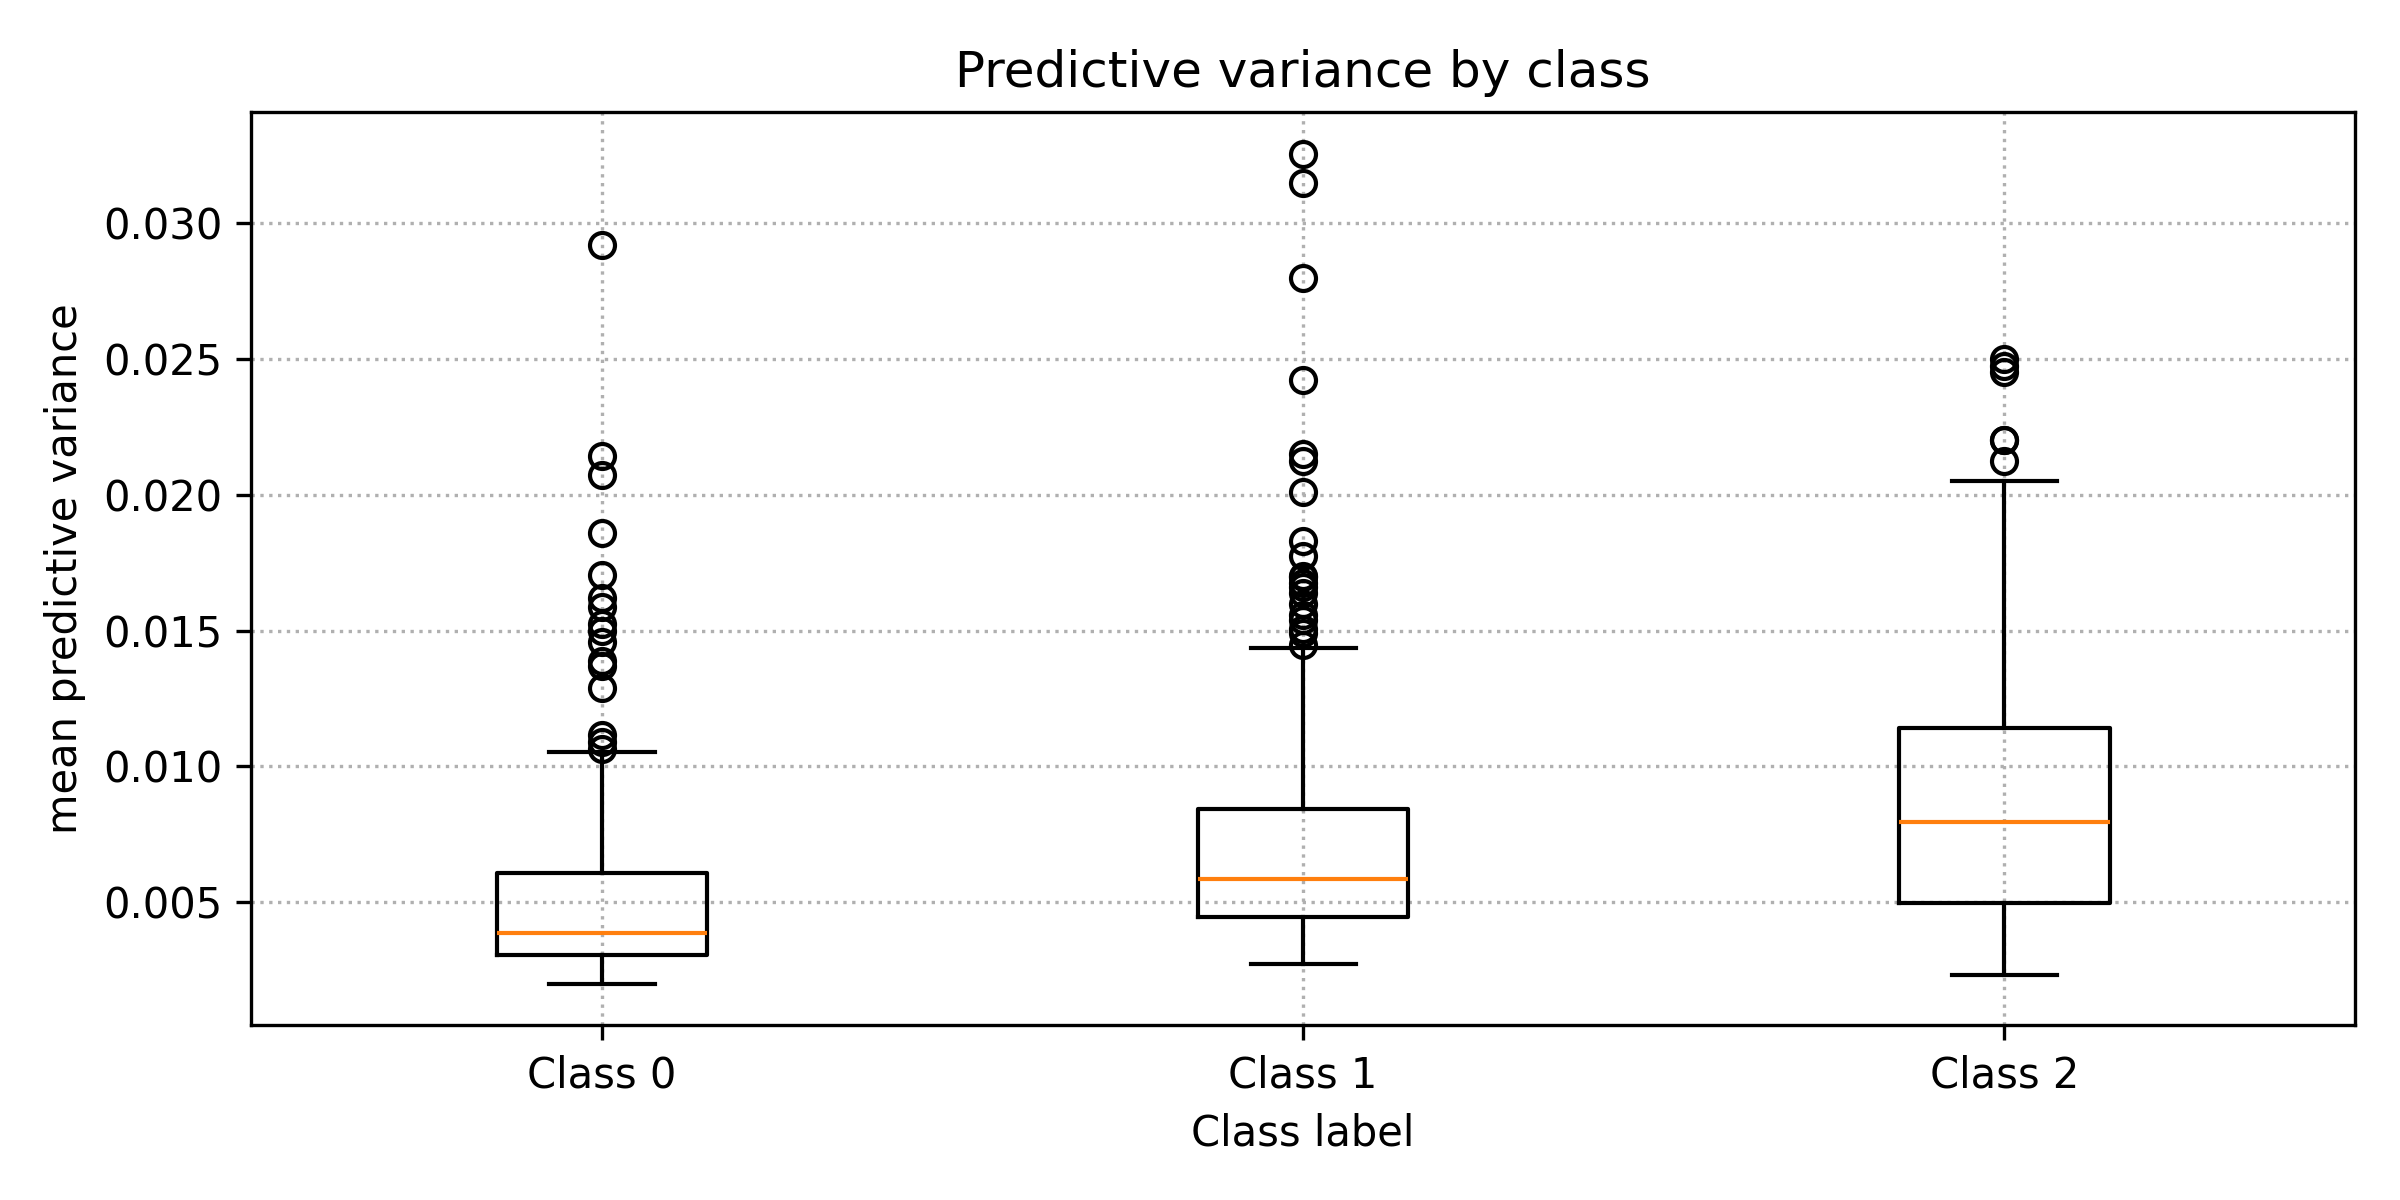 Predictive variance by class
mean predictive variance
0.030
0.025
0.020
0.015
0.010
0.005
Class 0
Class 1
Class 2
Class label